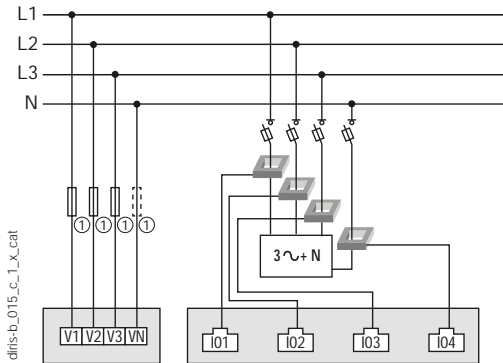 L1
L2
L3
N
① ① ① ①
3∿+ N
V1 V2 V3 VN
I01 I02 I03 I04
diris-b_015_c_1_x_cat